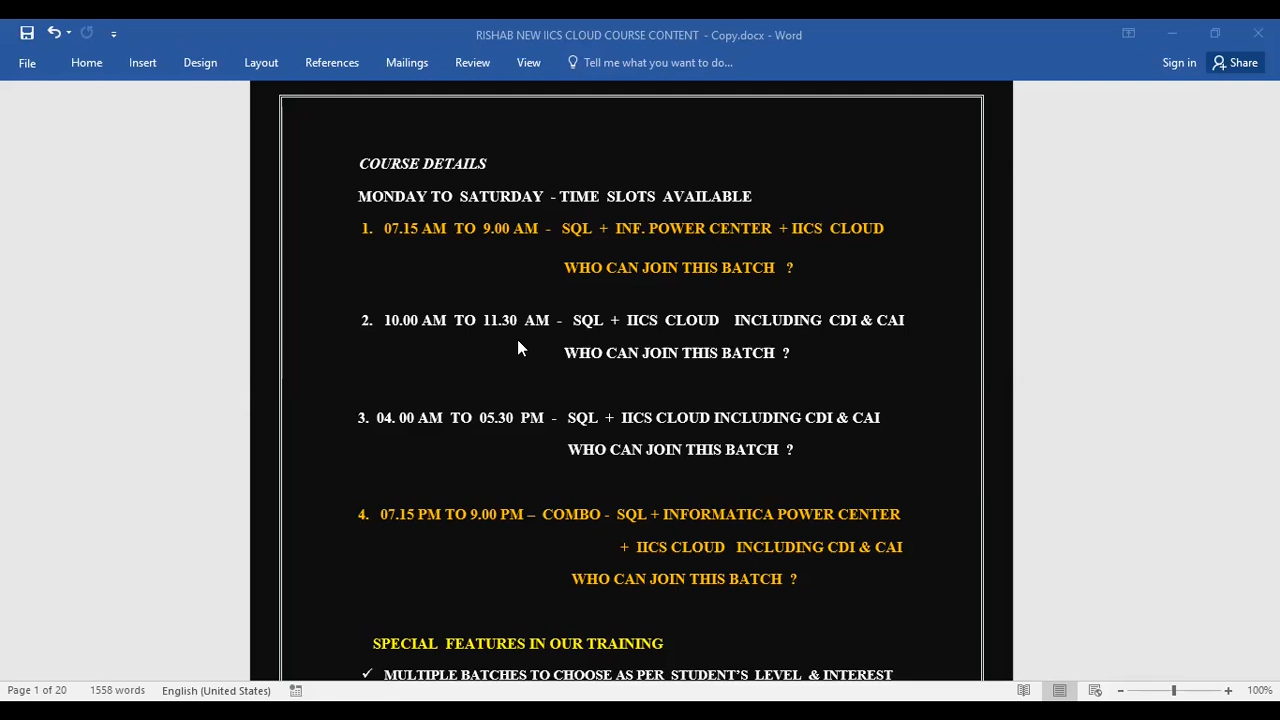 RISHAB NEW IICS CLOUD COURSE CONTENT - Copy.docx - Word
File Home Insert Design Layout References Mailings Review View Tell me what you want to do... Sign in Share
COURSE DETAILS
MONDAY TO SATURDAY - TIME SLOTS AVAILABLE
1. 07.15 AM TO 9.00 AM - SQL + INF. POWER CENTER + IICS CLOUD
WHO CAN JOIN THIS BATCH ?
2. 10.00 AM TO 11.30 AM - SQL + IICS CLOUD INCLUDING CDI & CAI
WHO CAN JOIN THIS BATCH ?
3. 04. 00 AM TO 05.30 PM - SQL + IICS CLOUD INCLUDING CDI & CAI
WHO CAN JOIN THIS BATCH ?
4. 07.15 PM TO 9.00 PM – COMBO - SQL + INFORMATICA POWER CENTER
+ IICS CLOUD INCLUDING CDI & CAI
WHO CAN JOIN THIS BATCH ?
SPECIAL FEATURES IN OUR TRAINING
✓ MULTIPLE BATCHES TO CHOOSE AS PER STUDENT'S LEVEL & INTEREST
Page 1 of 20 1558 words English (United States) 100%